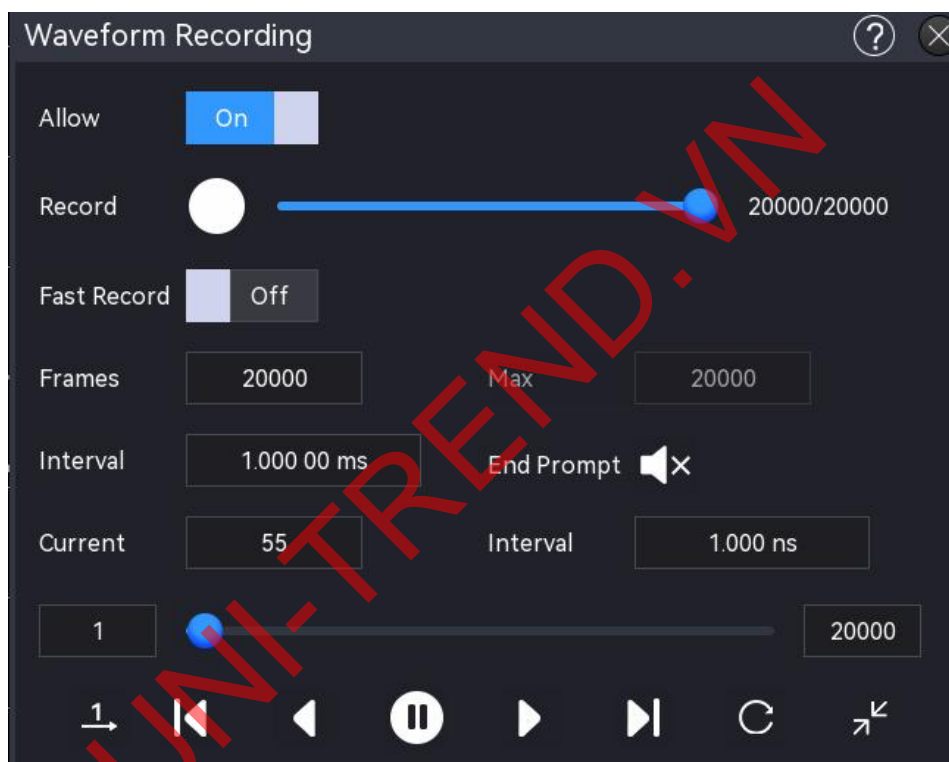 Waveform Recording ?
Allow On
Record 20000/20000
Fast Record Off
Frames 20000 Max 20000
Interval 1.000 00 ms End Prompt
Current 55 Interval 1.000 ns
1 20000
1
UNI-TREND.VN